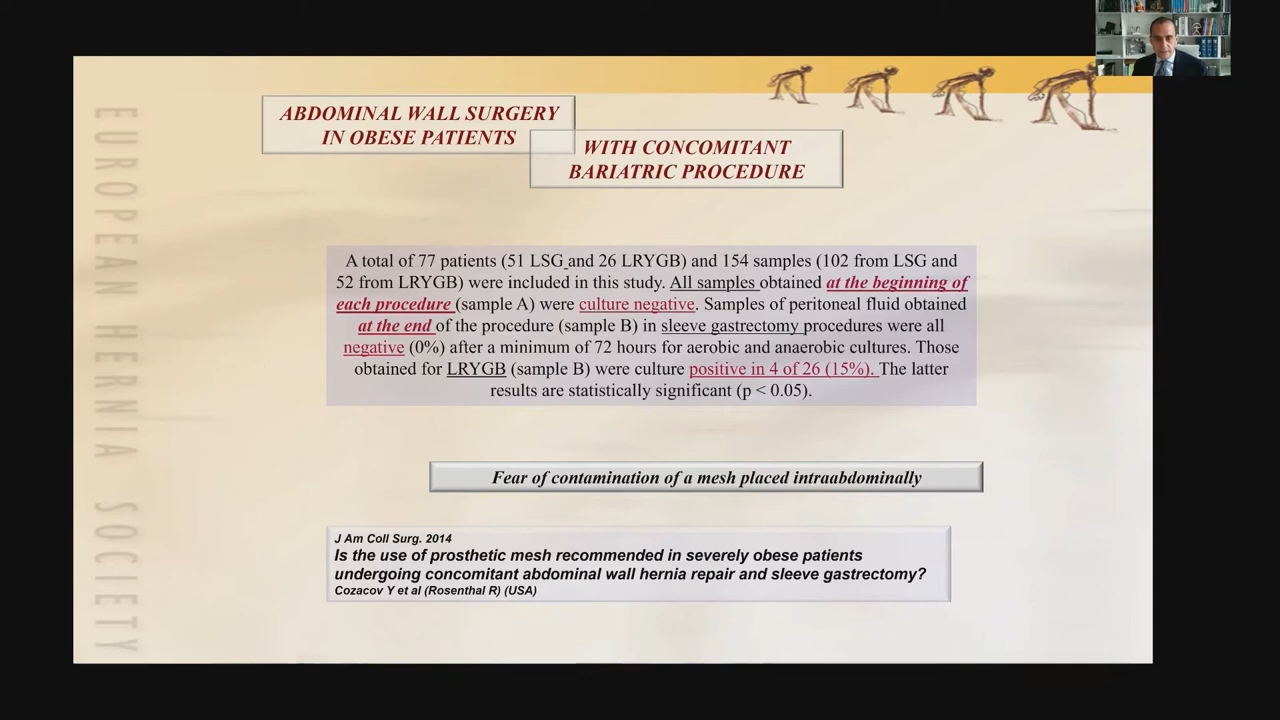 ABDOMINAL WALL SURGERY
IN OBESE PATIENTS
WITH CONCOMITANT
BARIATRIC PROCEDURE
EUROPEAN HERNIA SOCIETY
A total of 77 patients (51 LSG and 26 LRYGB) and 154 samples (102 from LSG and
52 from LRYGB) were included in this study. All samples obtained at the beginning of
each procedure (sample A) were culture negative. Samples of peritoneal fluid obtained
at the end of the procedure (sample B) in sleeve gastrectomy procedures were all
negative (0%) after a minimum of 72 hours for aerobic and anaerobic cultures. Those
obtained for LRYGB (sample B) were culture positive in 4 of 26 (15%). The latter
results are statistically significant (p < 0.05).
Fear of contamination of a mesh placed intraabdominally
J Am Coll Surg. 2014
Is the use of prosthetic mesh recommended in severely obese patients
undergoing concomitant abdominal wall hernia repair and sleeve gastrectomy?
Cozacov Y et al (Rosenthal R) (USA)